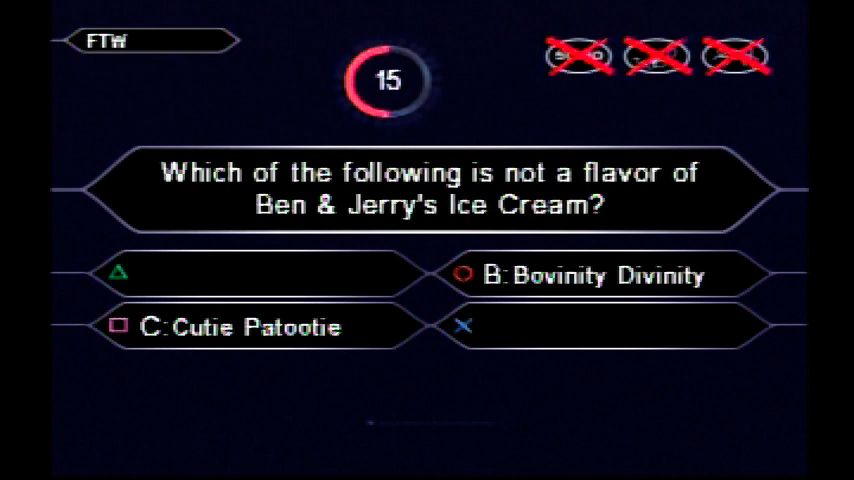 FTW
15
Which of the following is not a flavor of
Ben & Jerry's Ice Cream?
B: Bovinity Divinity
C: Cutie Patootie